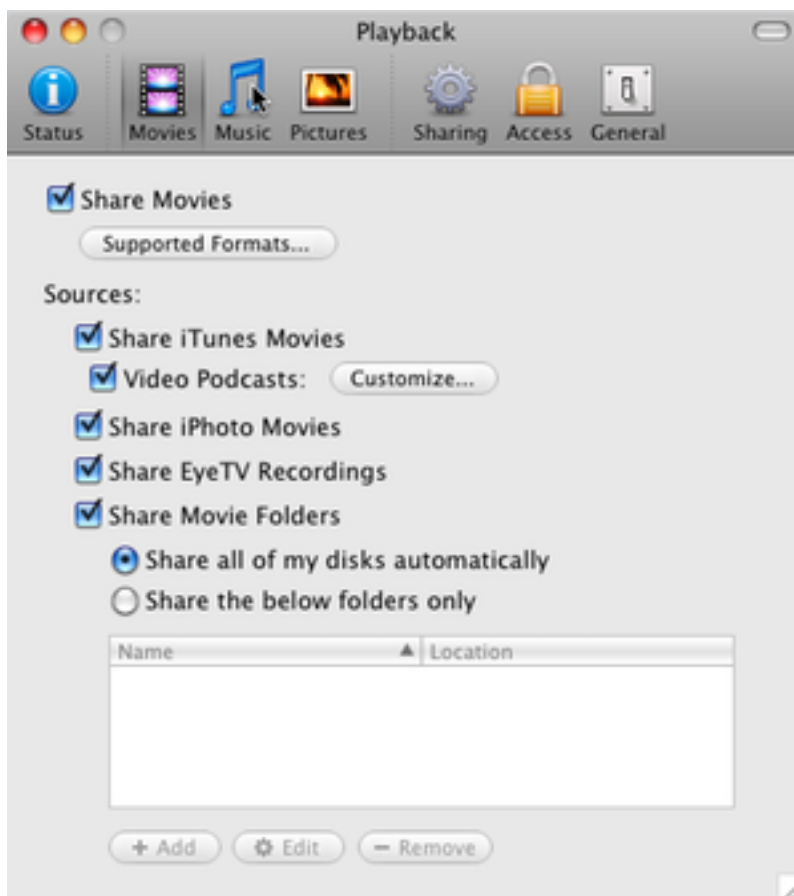 Playback
Status Movies Music Pictures Sharing Access General
Share Movies
Supported Formats...
Sources:
Share iTunes Movies
Video Podcasts: Customize...
Share iPhoto Movies
Share EyeTV Recordings
Share Movie Folders
Share all of my disks automatically
Share the below folders only
Name Location
+ Add Edit − Remove